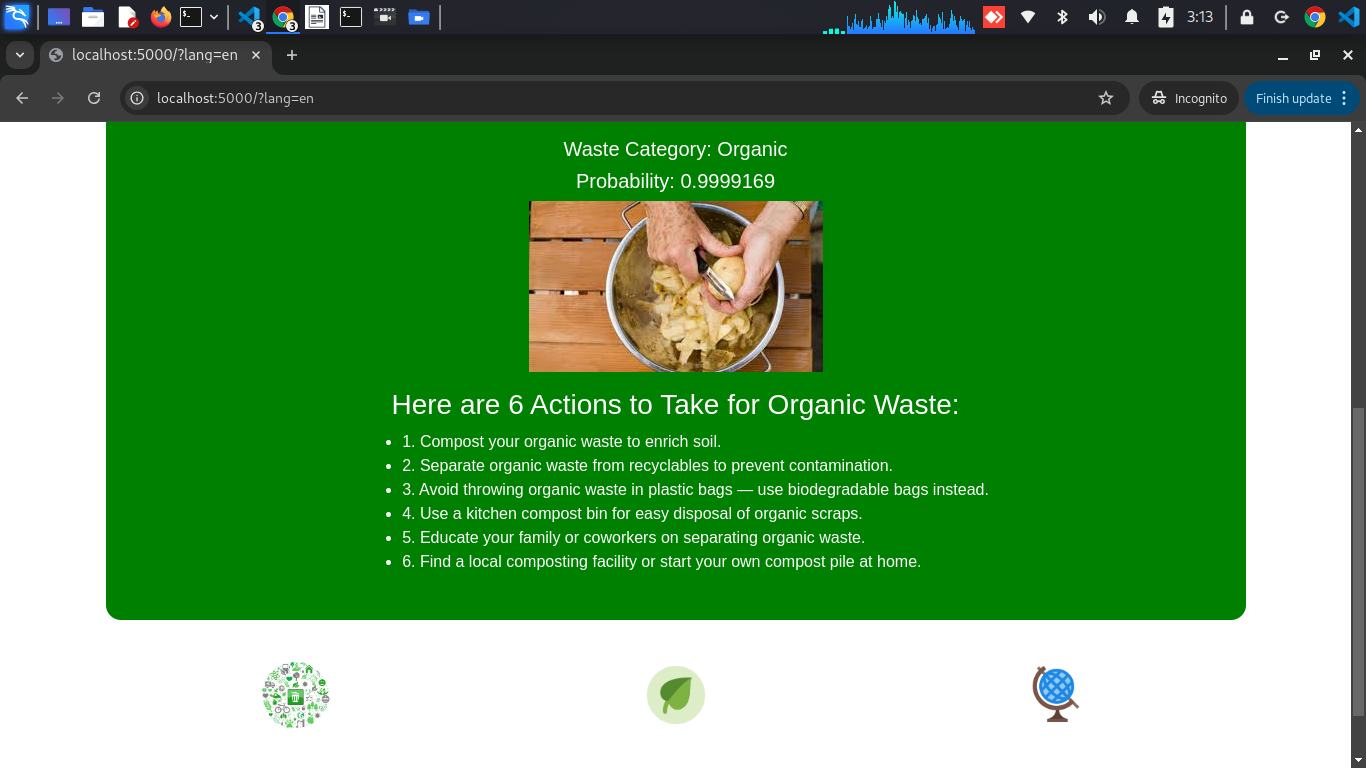 3:13
localhost:5000/?lang=en
localhost:5000/?lang=en
Incognito
Finish update
Waste Category: Organic
Probability: 0.9999169
Here are 6 Actions to Take for Organic Waste:
• 1. Compost your organic waste to enrich soil.
• 2. Separate organic waste from recyclables to prevent contamination.
• 3. Avoid throwing organic waste in plastic bags — use biodegradable bags instead.
• 4. Use a kitchen compost bin for easy disposal of organic scraps.
• 5. Educate your family or coworkers on separating organic waste.
• 6. Find a local composting facility or start your own compost pile at home.